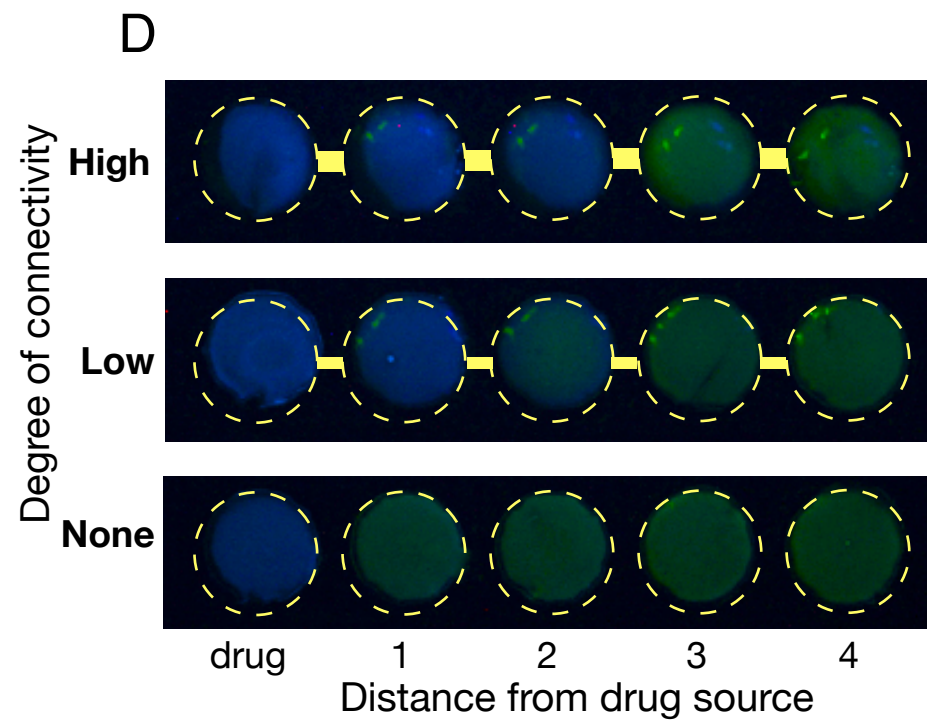 D
Degree of connectivity
High
Low
None
drug 1 2 3 4
Distance from drug source